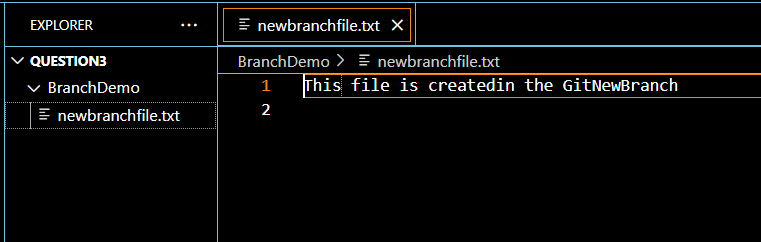 EXPLORER ...
newbranchfile.txt
QUESTION3
BranchDemo
newbranchfile.txt
BranchDemo > newbranchfile.txt
1 This file is createdin the GitNewBranch
2